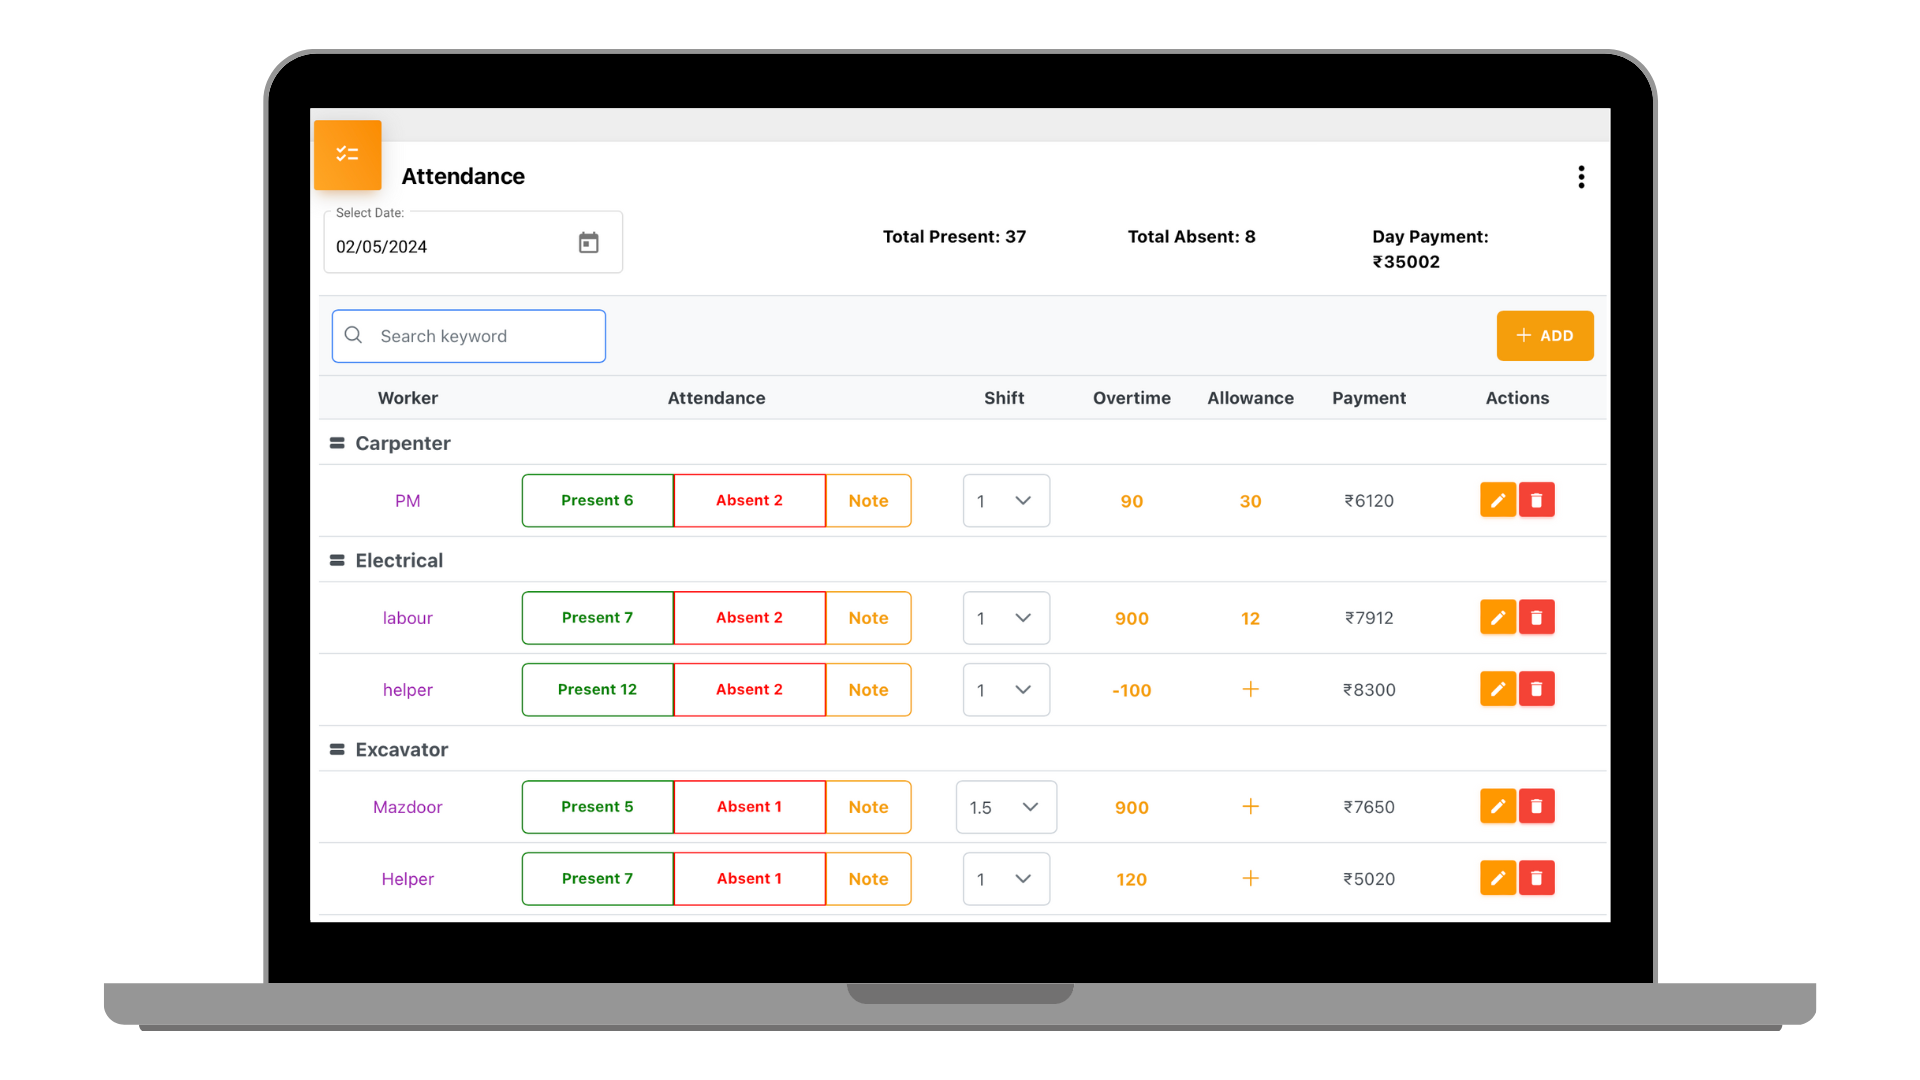 Attendance
Select Date:
02/05/2024
Total Present: 37
Total Absent: 8
Day Payment:
₹35002
Search keyword
+ ADD
Worker Attendance Shift Overtime Allowance Payment Actions
Carpenter
PM Present 6 Absent 2 Note 1 90 30 ₹6120
Electrical
labour Present 7 Absent 2 Note 1 900 12 ₹7912
helper Present 12 Absent 2 Note 1 -100 + ₹8300
Excavator
Mazdoor Present 5 Absent 1 Note 1.5 900 + ₹7650
Helper Present 7 Absent 1 Note 1 120 + ₹5020